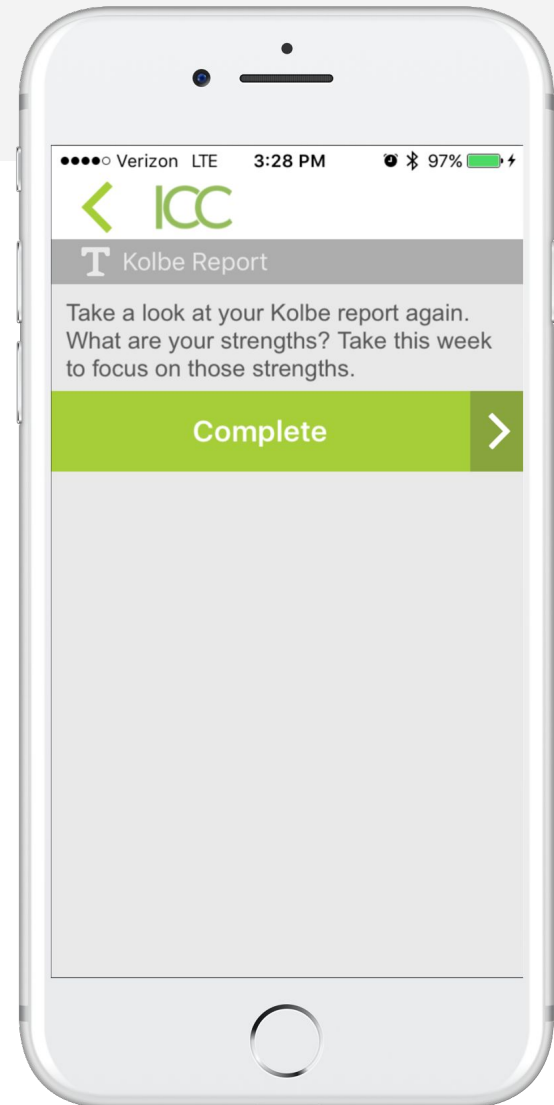 Verizon LTE 3:28 PM 97%
ICC
T Kolbe Report
Take a look at your Kolbe report again.
What are your strengths? Take this week
to focus on those strengths.
Complete